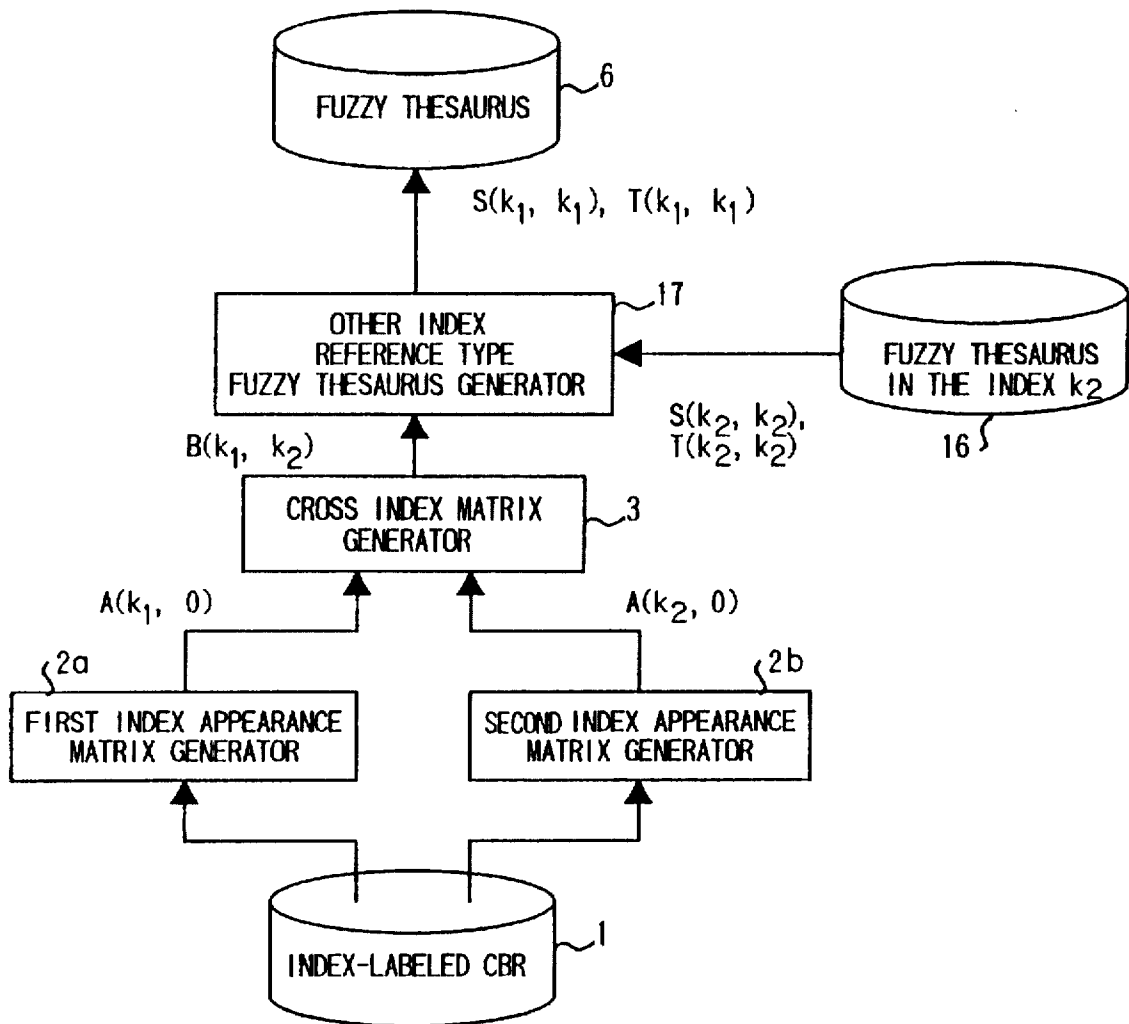 6
FUZZY THESAURUS
S(k1, k1), T(k1, k1)
17
OTHER INDEX
REFERENCE TYPE
FUZZY THESAURUS GENERATOR
FUZZY THESAURUS
IN THE INDEX k2
S(k2, k2),
T(k2, k2)
16
B(k1, k2)
CROSS INDEX MATRIX
GENERATOR
3
A(k1, 0)
A(k2, 0)
2a
2b
FIRST INDEX APPEARANCE
MATRIX GENERATOR
SECOND INDEX APPEARANCE
MATRIX GENERATOR
1
INDEX-LABELED CBR